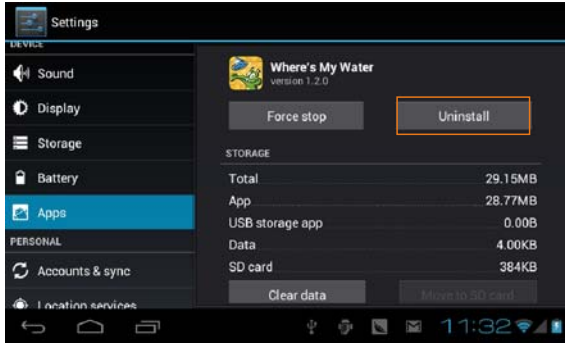 Settings
DEVICE
Sound
Display
Storage
Battery
Apps
PERSONAL
Accounts & sync
Location services
Where's My Water
version 1.2.0
Force stop Uninstall
STORAGE
Total 29.15MB
App 28.77MB
USB storage app 0.00B
Data 4.00KB
SD card 384KB
Clear data Move to SD card
11:32